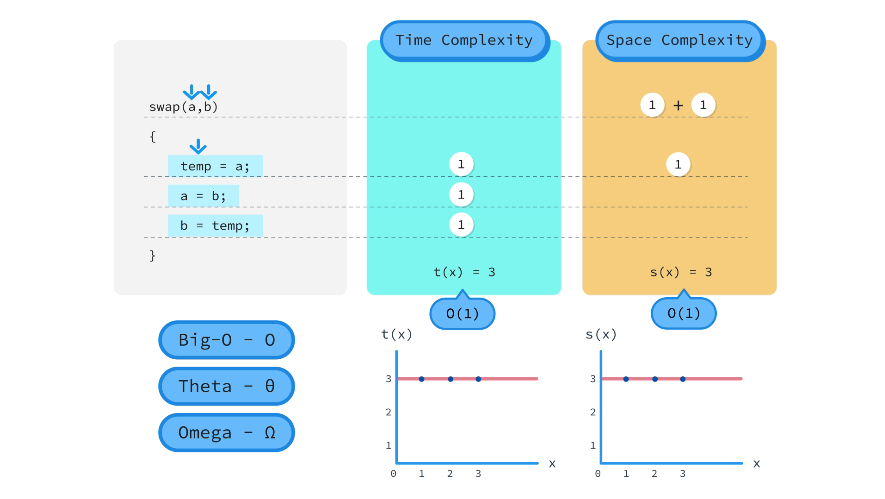 Time Complexity
Space Complexity
swap(a,b)
1 + 1
{
temp = a;
1
1
a = b;
1
b = temp;
1
}
t(x) = 3
s(x) = 3
O(1)
O(1)
Big-O - O
Theta - θ
Omega - Ω
t(x)
3
2
1
0 1 2 3
x
s(x)
3
2
1
0 1 2 3
x